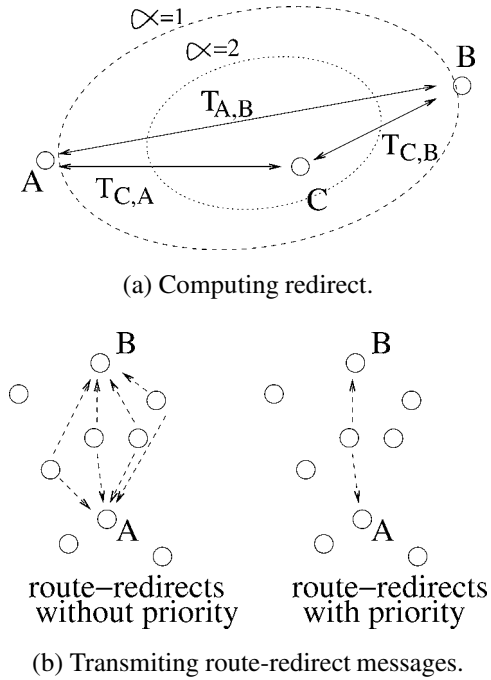 α=1
α=2
B
T_{A,B}
T_{C,B}
A
T_{C,A}
C
(a) Computing redirect.
B
B
A
A
route-redirects
without priority
route-redirects
with priority
(b) Transmiting route-redirect messages.